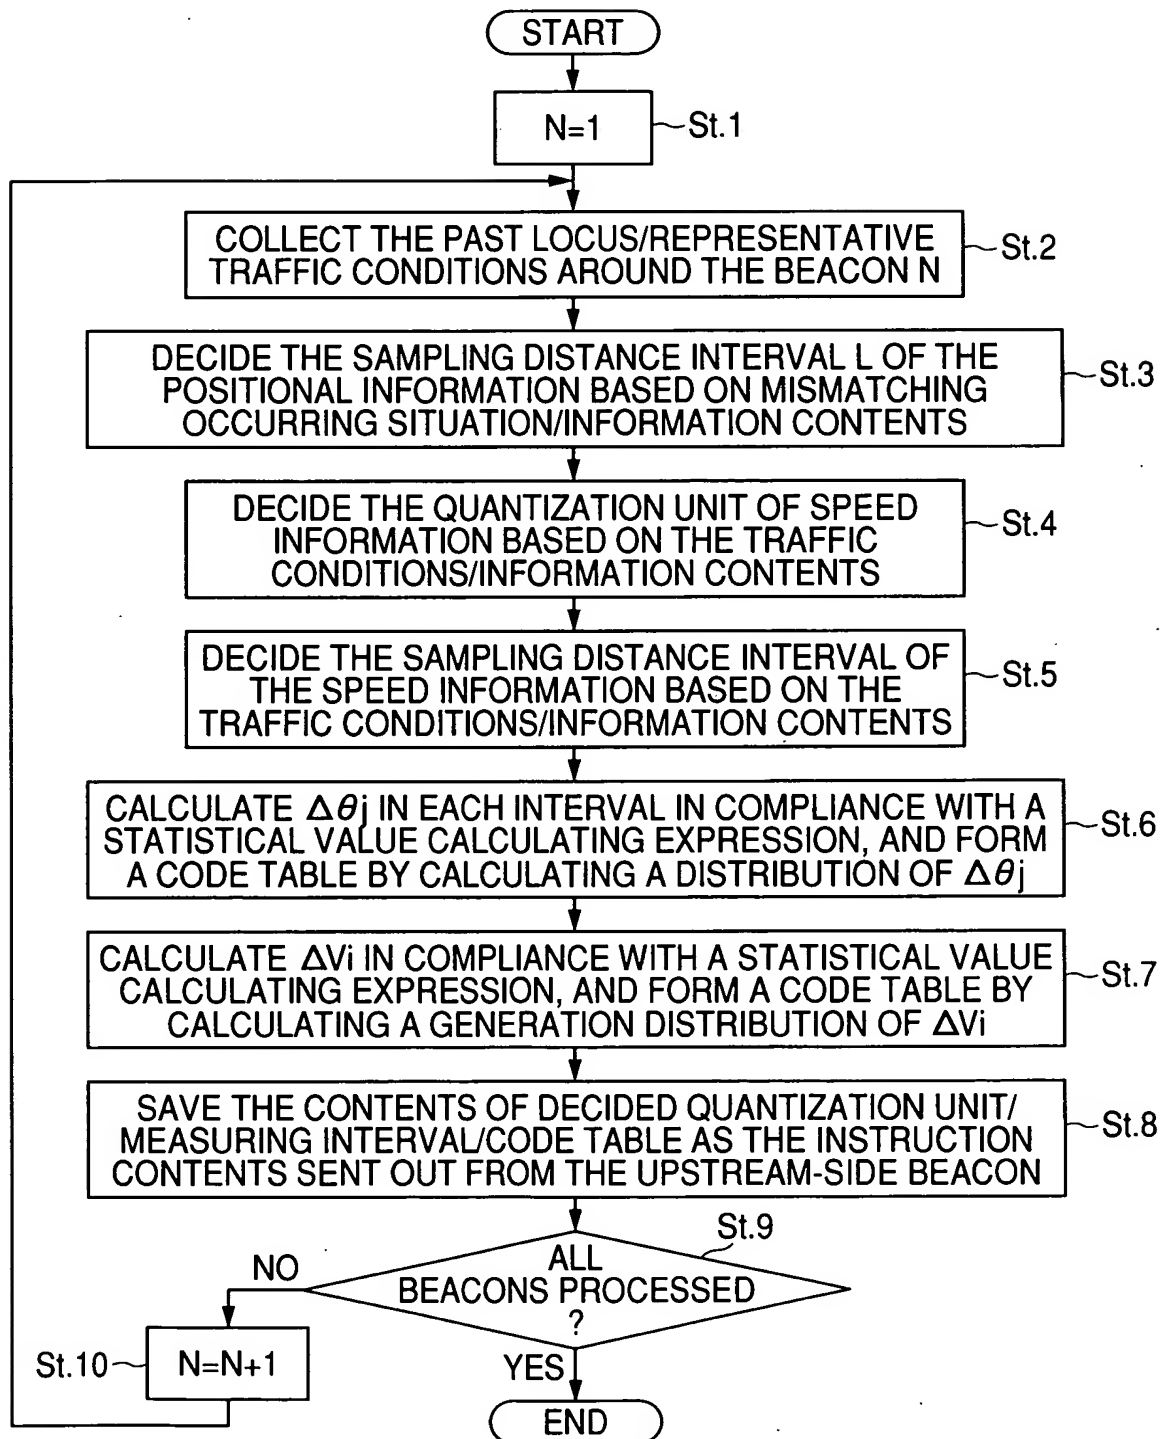 START
N=1
St.1
COLLECT THE PAST LOCUS/REPRESENTATIVE
TRAFFIC CONDITIONS AROUND THE BEACON N
St.2
DECIDE THE SAMPLING DISTANCE INTERVAL L OF THE
POSITIONAL INFORMATION BASED ON MISMATCHING
OCCURRING SITUATION/INFORMATION CONTENTS
St.3
DECIDE THE QUANTIZATION UNIT OF SPEED
INFORMATION BASED ON THE TRAFFIC
CONDITIONS/INFORMATION CONTENTS
St.4
DECIDE THE SAMPLING DISTANCE INTERVAL OF
THE SPEED INFORMATION BASED ON THE
TRAFFIC CONDITIONS/INFORMATION CONTENTS
St.5
CALCULATE Δθj IN EACH INTERVAL IN COMPLIANCE WITH A
STATISTICAL VALUE CALCULATING EXPRESSION, AND FORM
A CODE TABLE BY CALCULATING A DISTRIBUTION OF Δθj
St.6
CALCULATE ΔVi IN COMPLIANCE WITH A STATISTICAL VALUE
CALCULATING EXPRESSION, AND FORM A CODE TABLE BY
CALCULATING A GENERATION DISTRIBUTION OF ΔVi
St.7
SAVE THE CONTENTS OF DECIDED QUANTIZATION UNIT/
MEASURING INTERVAL/CODE TABLE AS THE INSTRUCTION
CONTENTS SENT OUT FROM THE UPSTREAM-SIDE BEACON
St.8
St.9
ALL
BEACONS PROCESSED
?
NO
St.10
N=N+1
YES
END